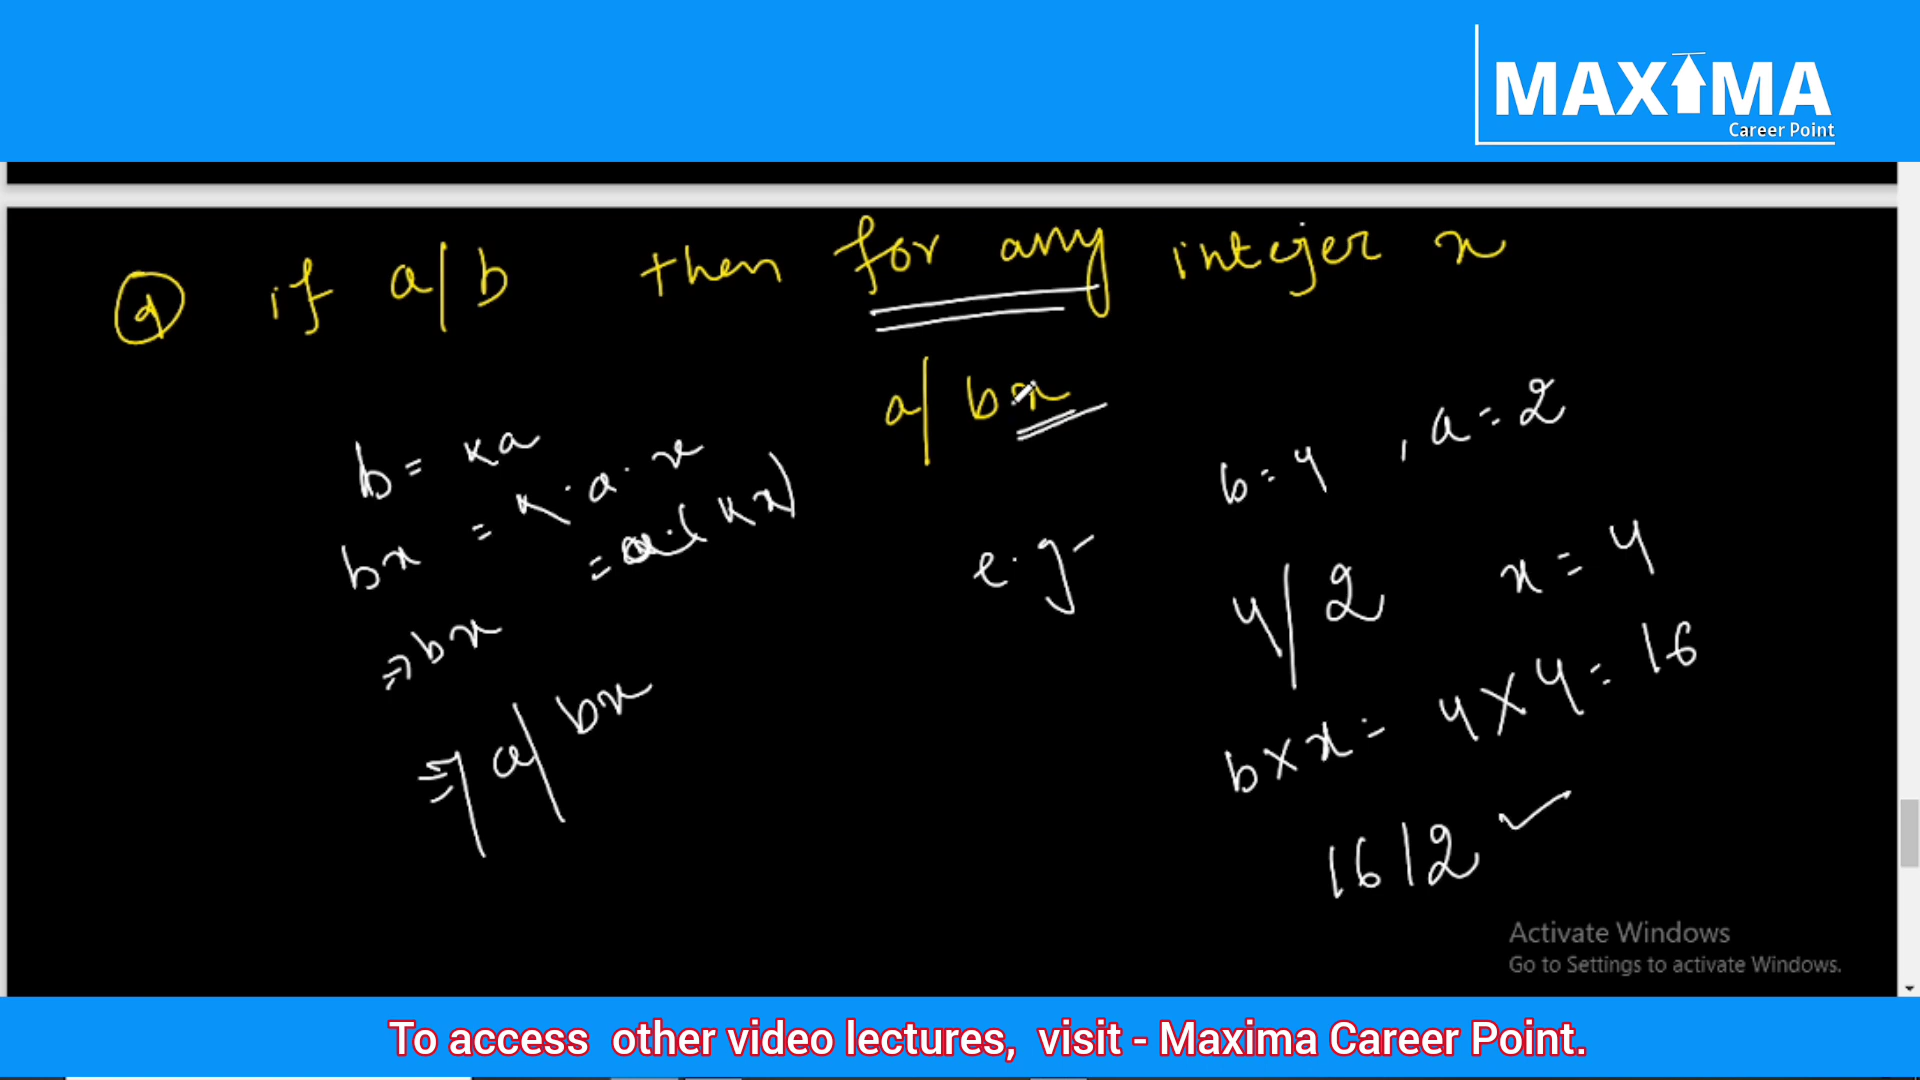 MAXIMA
Career Point
Q if a/b then for any integer x
a/bx
b = ka
bx = k.a.x
= a.(kx)
⇒ bx
⇒ a/bx
b = 4 , a = 2
e.g-
4/2 x = 4
b×x = 4×4 = 16
16/2 ✓
Activate Windows
Go to Settings to activate Windows.
To access other video lectures, visit - Maxima Career Point.